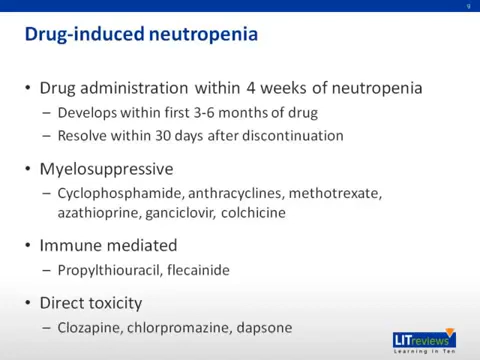 9
Drug-induced neutropenia
• Drug administration within 4 weeks of neutropenia
– Develops within first 3-6 months of drug
– Resolve within 30 days after discontinuation
• Myelosuppressive
– Cyclophosphamide, anthracyclines, methotrexate,
azathioprine, ganciclovir, colchicine
• Immune mediated
– Propylthiouracil, flecainide
• Direct toxicity
– Clozapine, chlorpromazine, dapsone
LITreviews
Learning in Ten